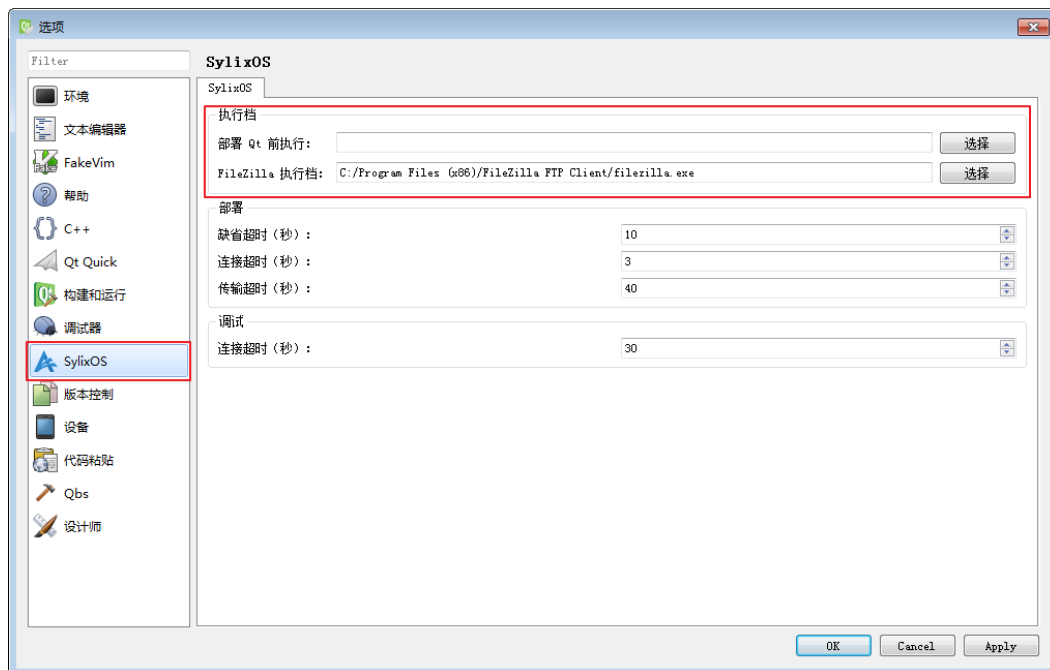 选项
Filter
环境
文本编辑器
FakeVim
帮助
C++
Qt Quick
构建和运行
调试器
SylixOS
版本控制
设备
代码粘贴
Qbs
设计师
SylixOS
SylixOS
执行档
部署 Qt 前执行: 选择
FileZilla 执行档: C:/Program Files (x86)/FileZilla FTP Client/filezilla.exe 选择
部署
缺省超时(秒): 10
连接超时(秒): 3
传输超时(秒): 40
调试
连接超时(秒): 30
OK Cancel Apply